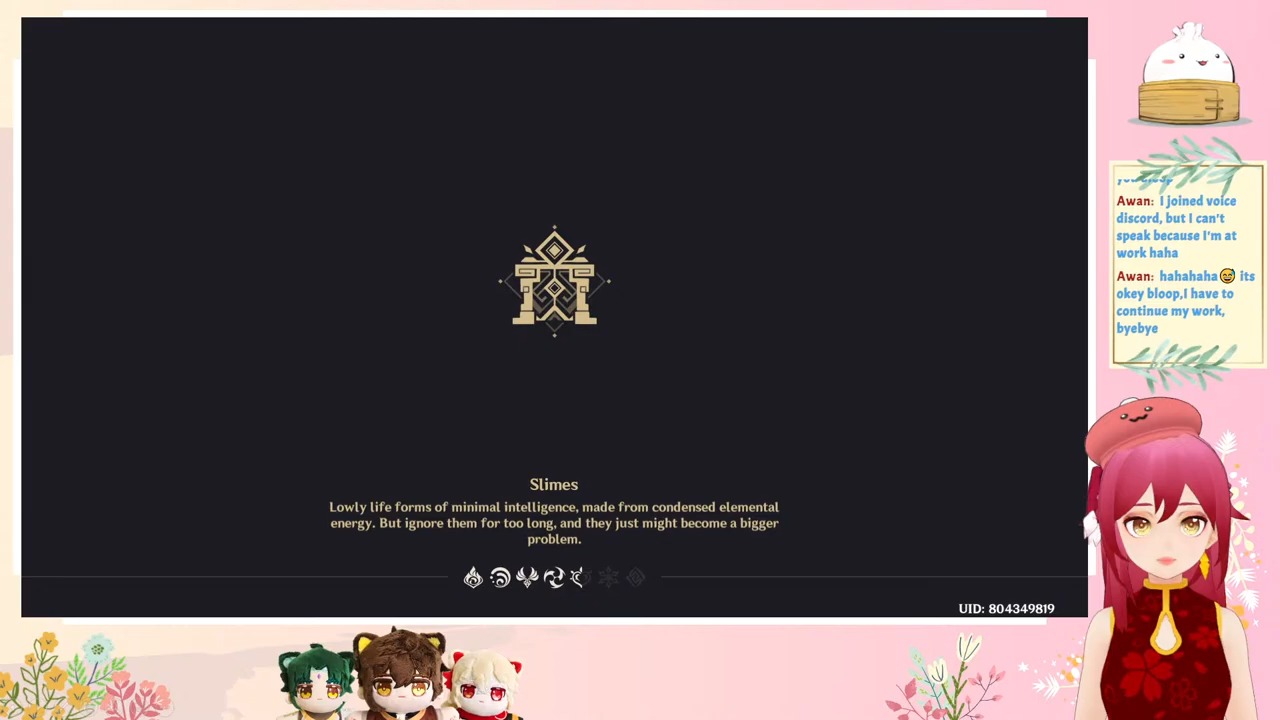 Awan: I joined voice
discord, but I can't
speak because I'm at
work haha
Awan: hahahaha😅 its
okey bloop,I have to
continue my work,
byebye
Slimes
Lowly life forms of minimal intelligence, made from condensed elemental
energy. But ignore them for too long, and they just might become a bigger
problem.
UID: 804349819